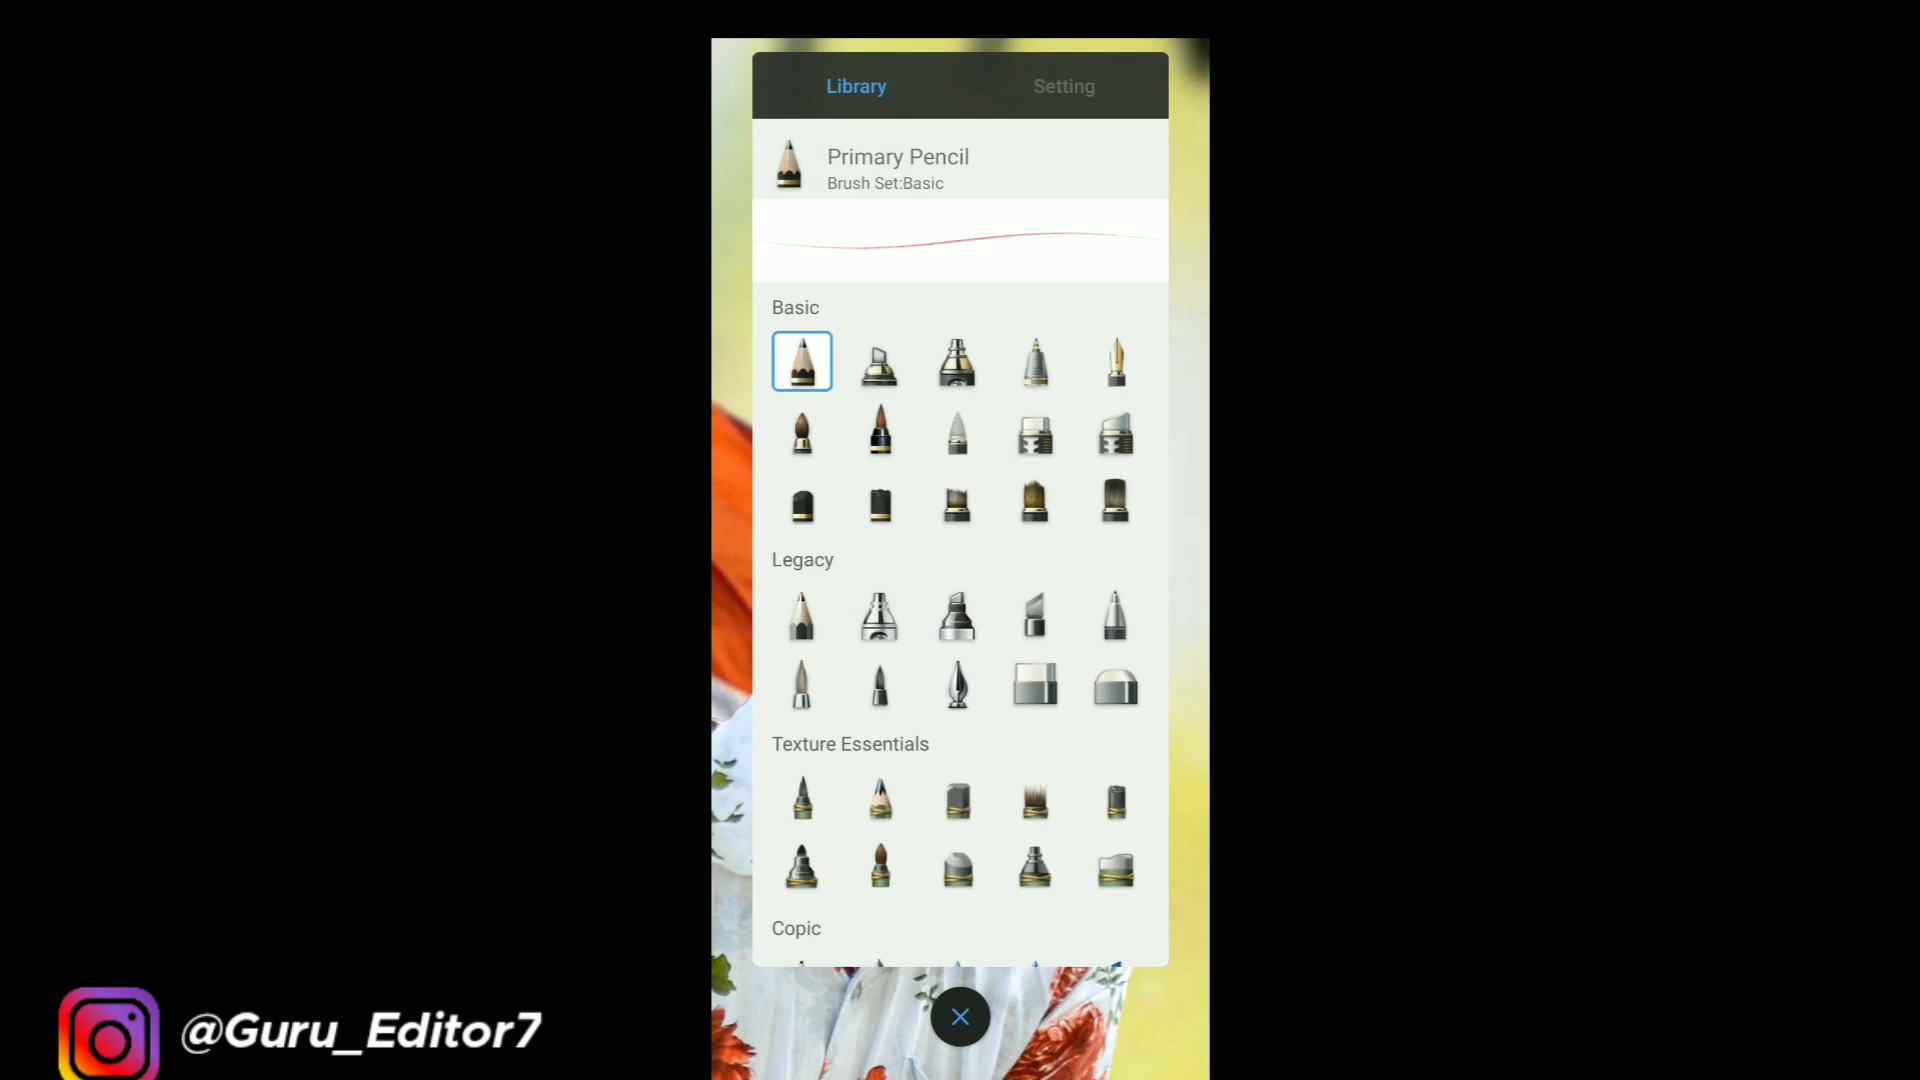 Library
Setting
Primary Pencil
Brush Set:Basic
Basic
Legacy
Texture Essentials
Copic
@Guru_Editor7